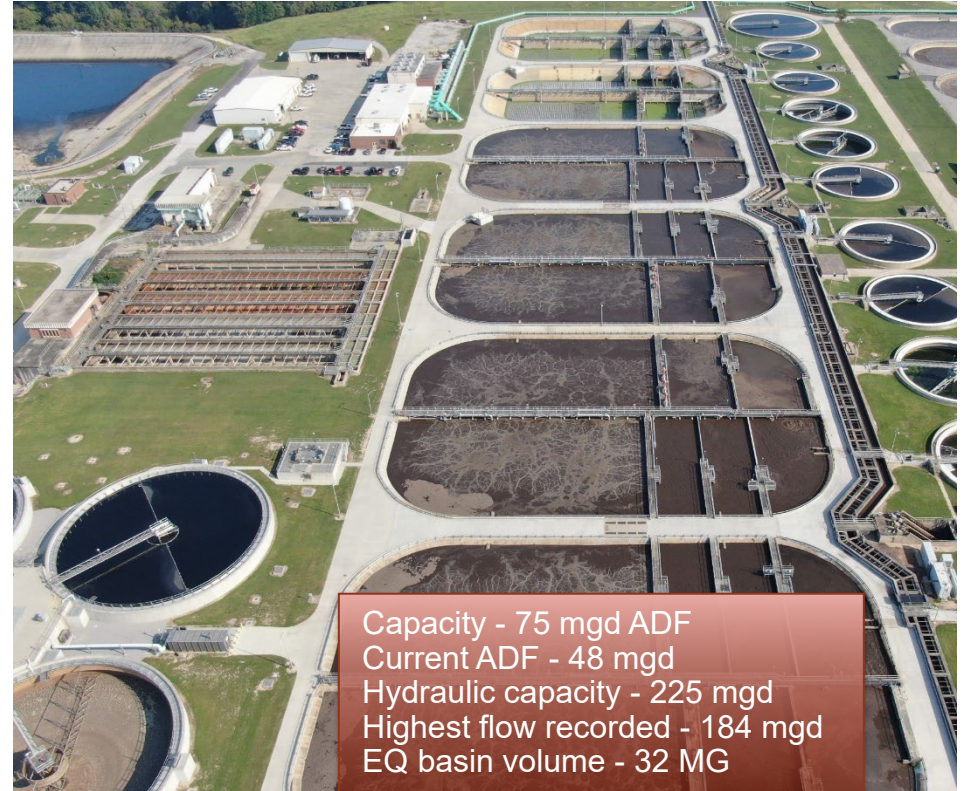 Capacity - 75 mgd ADF
Current ADF - 48 mgd
Hydraulic capacity - 225 mgd
Highest flow recorded - 184 mgd
EQ basin volume - 32 MG